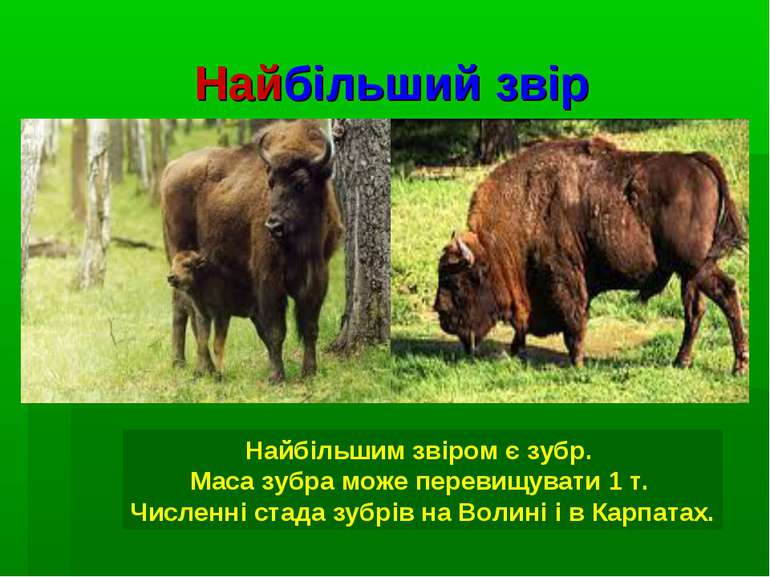 Найбільший звір
Найбільшим звіром є зубр.
Маса зубра може перевищувати 1 т.
Численні стада зубрів на Волині і в Карпатах.